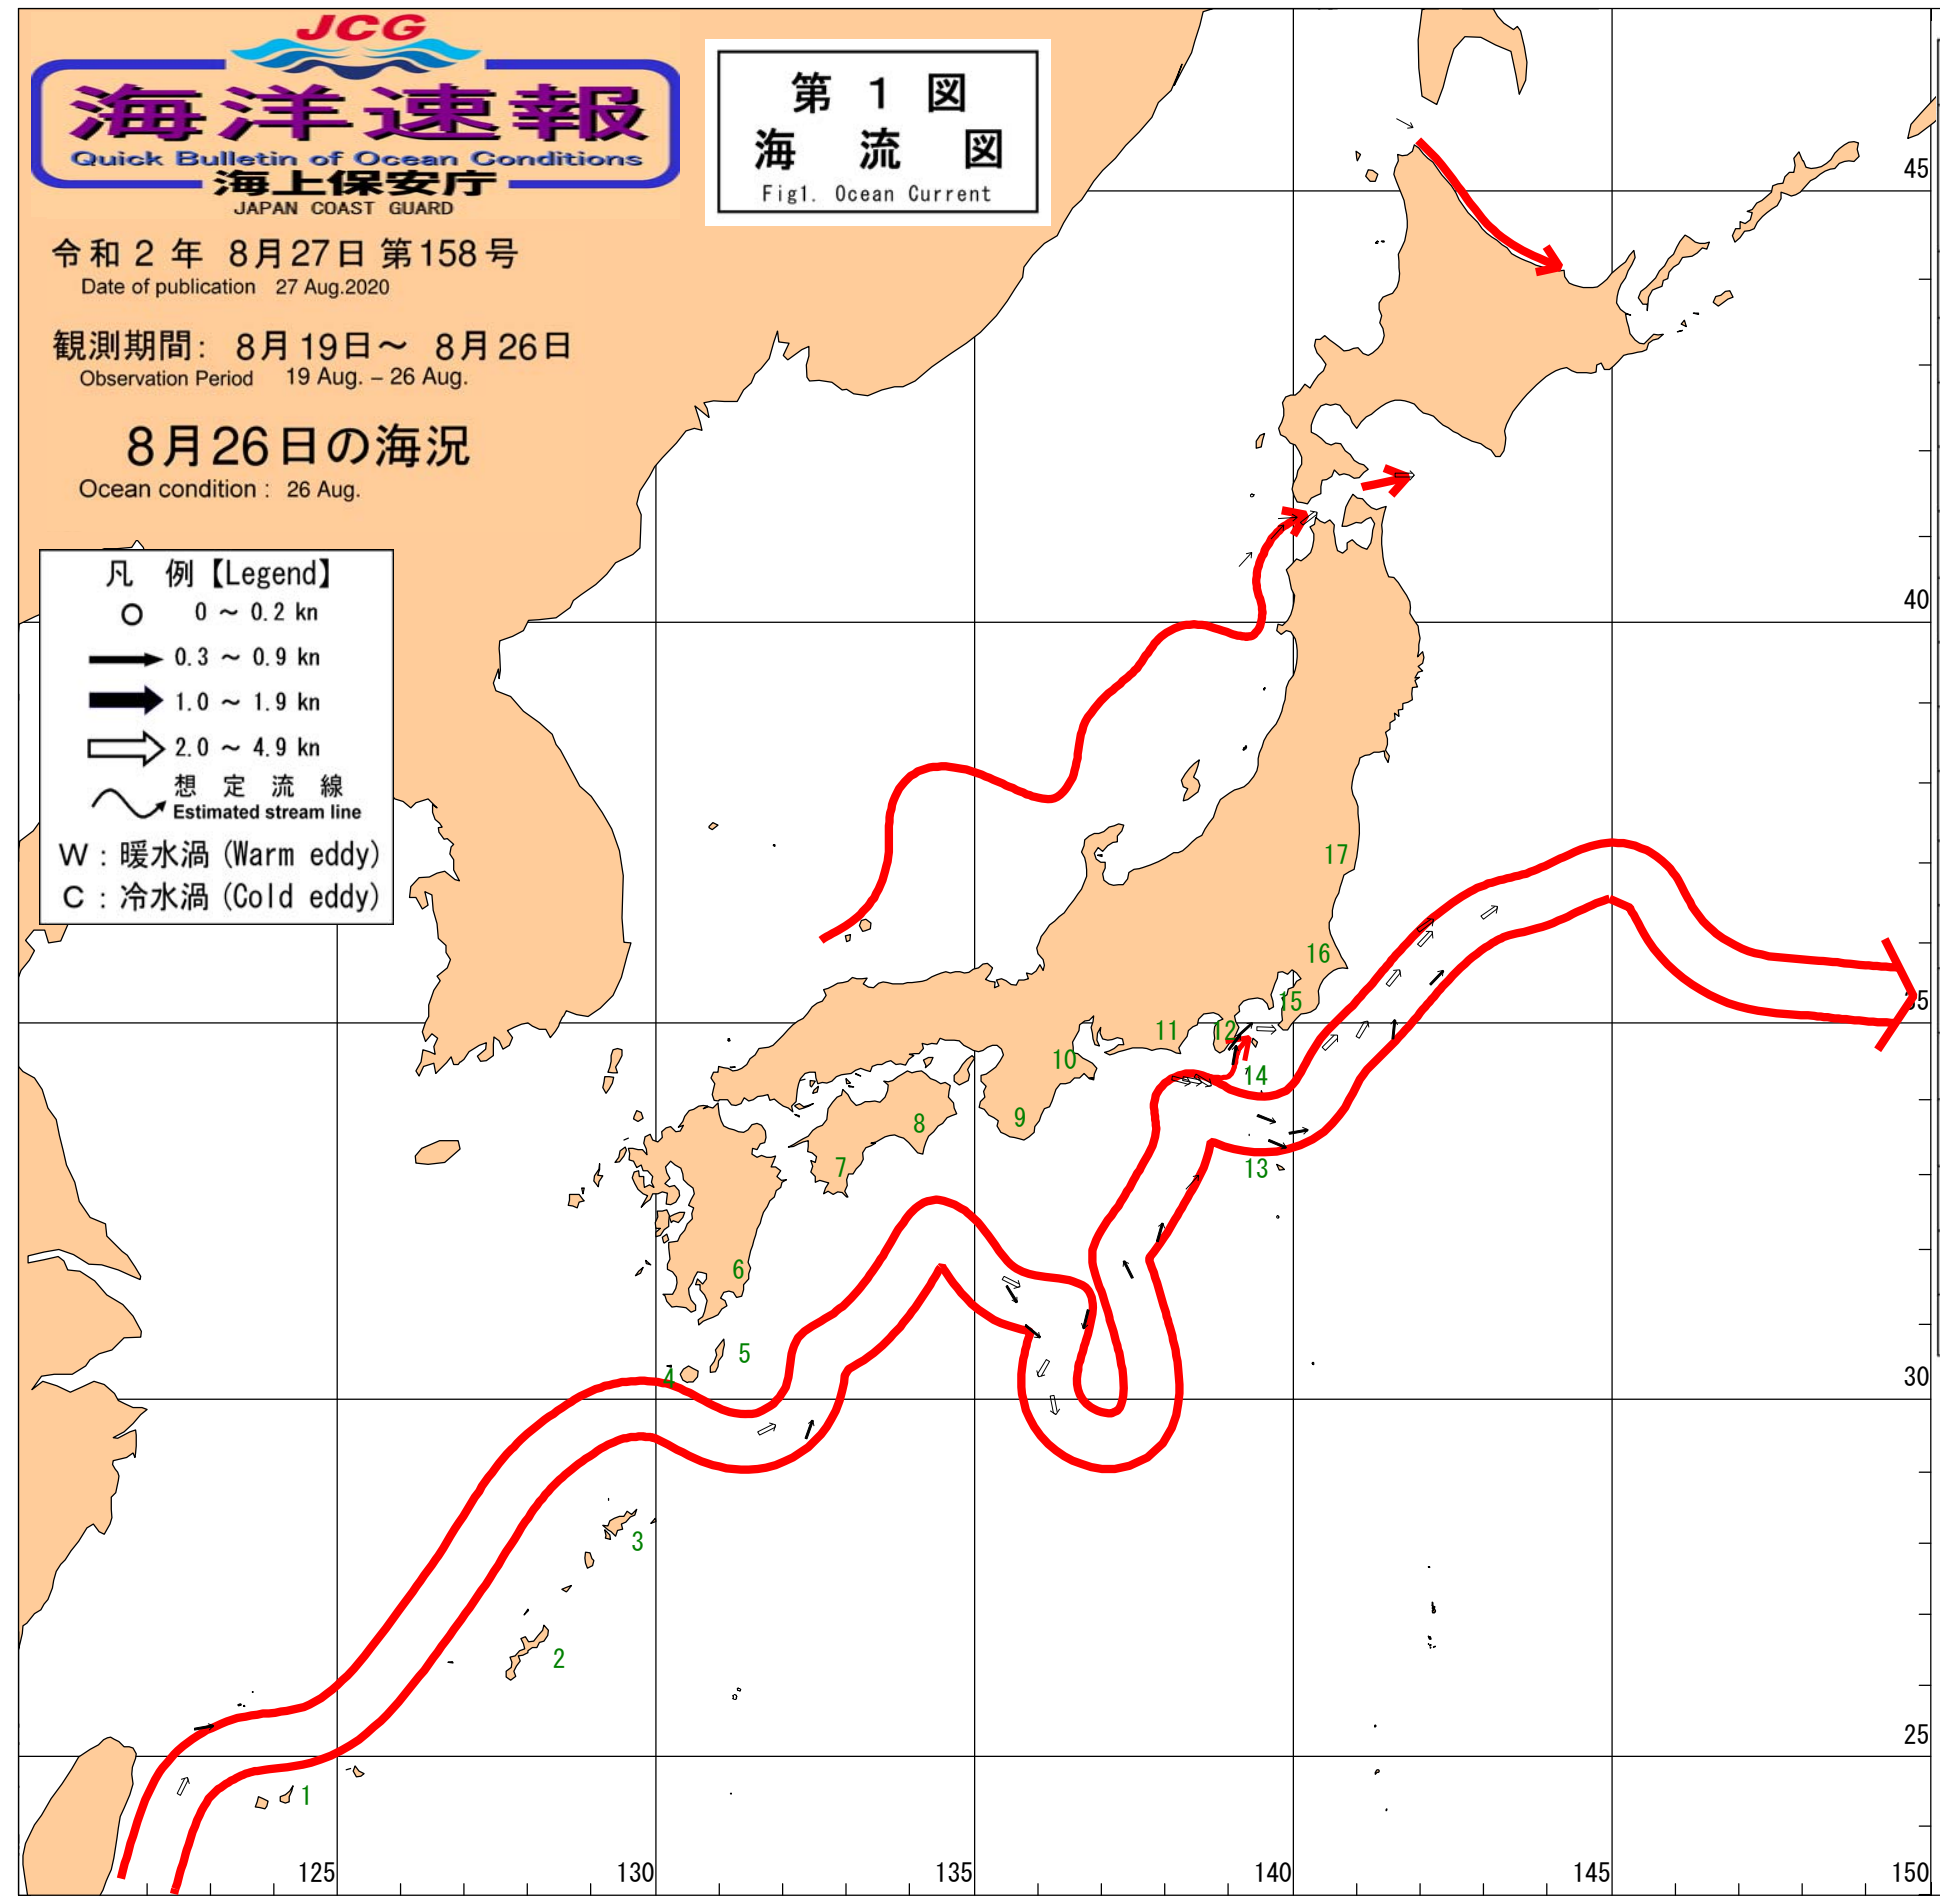 JCG
海洋速報
Quick Bulletin of Ocean Conditions
海上保安庁
JAPAN COAST GUARD
令和 2 年 8月27日 第158号
Date of publication 27 Aug.2020
観測期間: 8月19日～ 8月26日
Observation Period 19 Aug. – 26 Aug.
8月26日の海況
Ocean condition : 26 Aug.
第 1 図
海 流 図
Fig1. Ocean Current
凡 例【Legend】
0 ～ 0.2 kn
0.3 ～ 0.9 kn
1.0 ～ 1.9 kn
2.0 ～ 4.9 kn
想 定 流 線
Estimated stream line
W : 暖水渦 (Warm eddy)
C : 冷水渦 (Cold eddy)
45
40
17
16
35
15
12
11
10
14
9
8
7
13
6
5
4
30
3
2
25
1
125
130
135
140
145
150